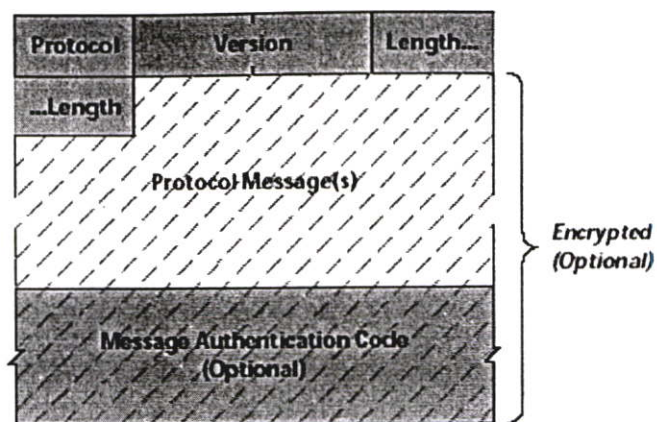 Protocol Version Length...
...Length
Protocol Message(s)
Encrypted
(Optional)
Message Authentication Code
(Optional)